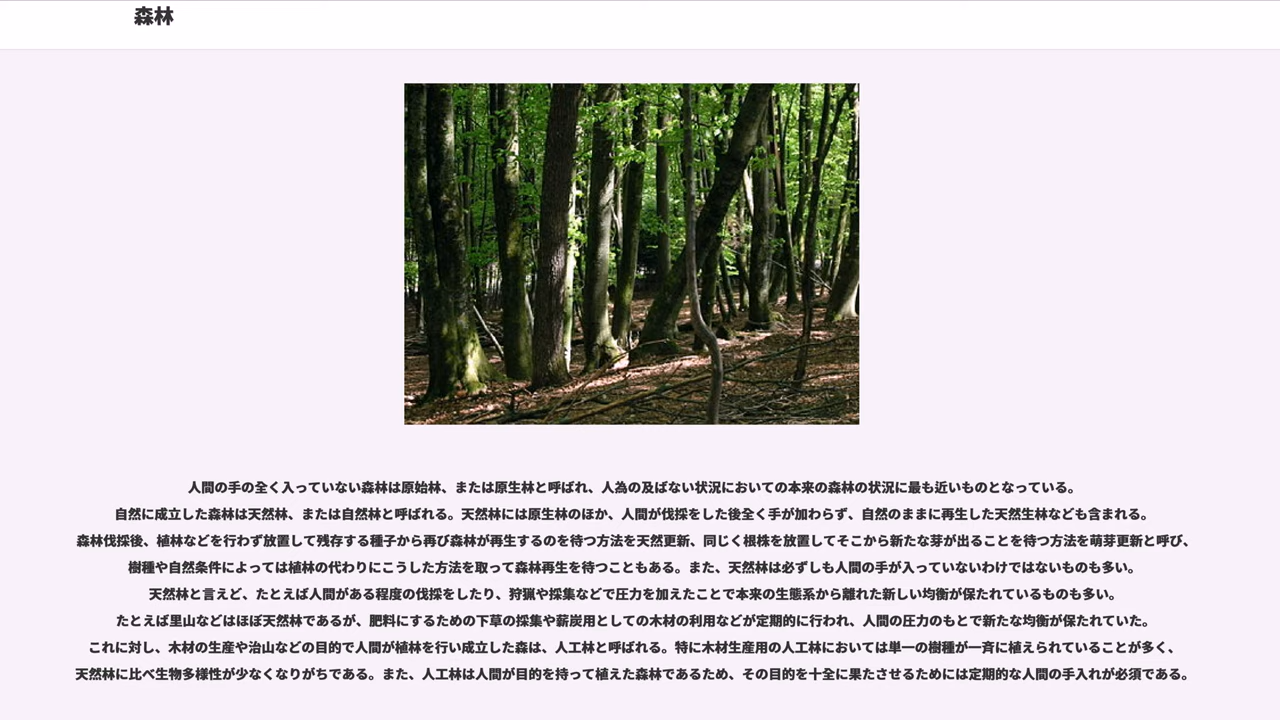 森林
人間の手の全く入っていない森林は原始林、または原生林と呼ばれ、人為の及ばない状況においての本来の森林の状況に最も近いものとなっている。
自然に成立した森林は天然林、または自然林と呼ばれる。天然林には原生林のほか、人間が伐採をした後全く手が加わらず、自然のままに再生した天然生林なども含まれる。
森林伐採後、植林などを行わず放置して残存する種子から再び森林が再生するのを待つ方法を天然更新、同じく根株を放置してそこから新たな芽が出ることを待つ方法を萌芽更新と呼び、
樹種や自然条件によっては植林の代わりにこうした方法を取って森林再生を待つこともある。また、天然林は必ずしも人間の手が入っていないわけではないものも多い。
天然林と言えど、たとえば人間がある程度の伐採をしたり、狩猟や採集などで圧力を加えたことで本来の生態系から離れた新しい均衡が保たれているものも多い。
たとえば里山などはほぼ天然林であるが、肥料にするための下草の採集や薪炭用としての木材の利用などが定期的に行われ、人間の圧力のもとで新たな均衡が保たれていた。
これに対し、木材の生産や治山などの目的で人間が植林を行い成立した森は、人工林と呼ばれる。特に木材生産用の人工林においては単一の樹種が一斉に植えられていることが多く、
天然林に比べ生物多様性が少なくなりがちである。また、人工林は人間が目的を持って植えた森林であるため、その目的を十全に果たさせるためには定期的な人間の手入れが必須である。